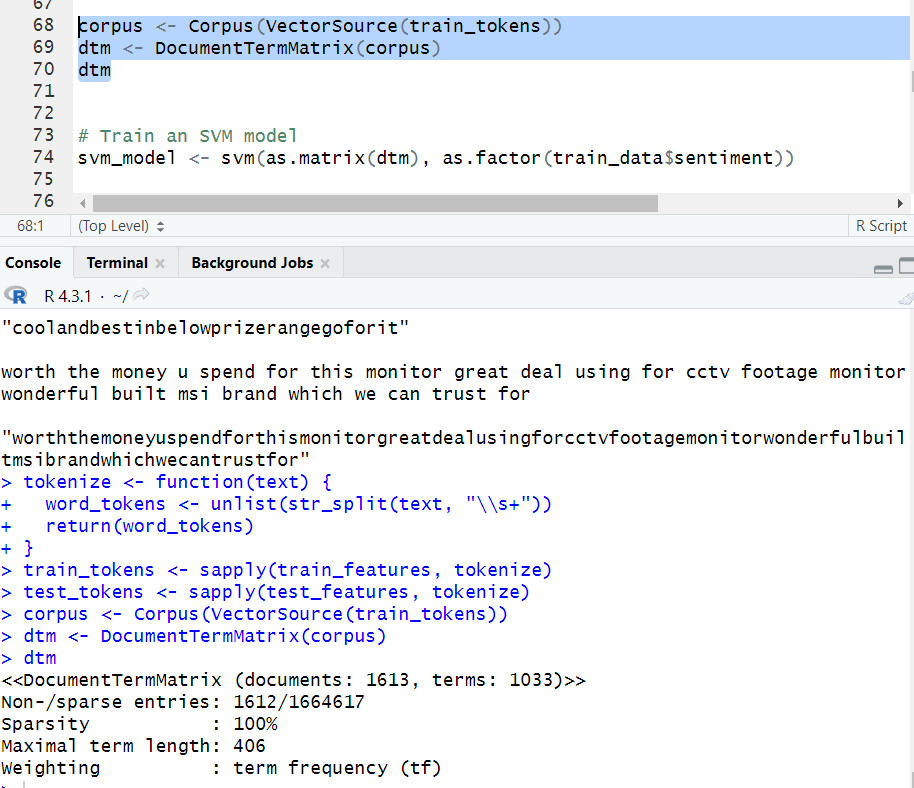 67
68 corpus <- Corpus(VectorSource(train_tokens))
69 dtm <- DocumentTermMatrix(corpus)
70 dtm
71
72
73 # Train an SVM model
74 svm_model <- svm(as.matrix(dtm), as.factor(train_data$sentiment))
75
76
68:1 (Top Level) R Script
Console Terminal Background Jobs
R R 4.3.1 · ~/
"coolandbestinbelowprizerangegoforit"
worth the money u spend for this monitor great deal using for cctv footage monitor
wonderful built msi brand which we can trust for
"worththemoneyuspendforthismonitorgreatdealusingforcctvfootagemonitorwonderfulbuil
tmsibrandwhichwecantrustfor"
> tokenize <- function(text) {
+   word_tokens <- unlist(str_split(text, "\\s+"))
+   return(word_tokens)
+ }
> train_tokens <- sapply(train_features, tokenize)
> test_tokens <- sapply(test_features, tokenize)
> corpus <- Corpus(VectorSource(train_tokens))
> dtm <- DocumentTermMatrix(corpus)
> dtm
<<DocumentTermMatrix (documents: 1613, terms: 1033)>>
Non-/sparse entries: 1612/1664617
Sparsity           : 100%
Maximal term length: 406
Weighting          : term frequency (tf)
>